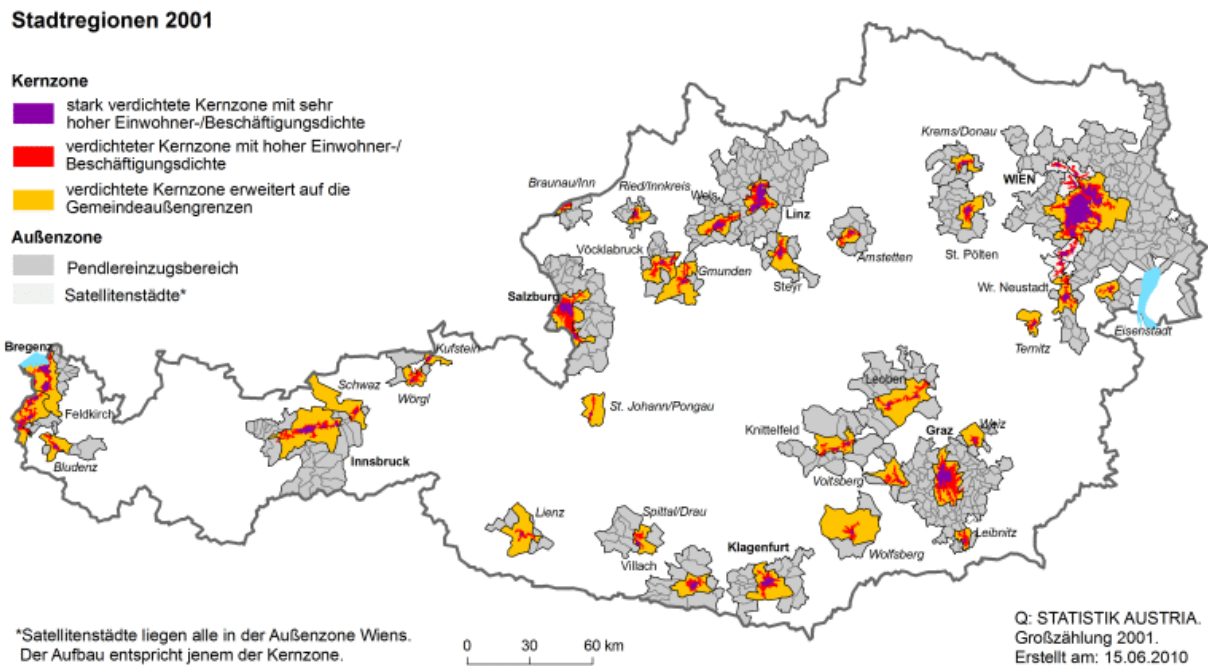 Stadtregionen 2001
Kernzone
stark verdichtete Kernzone mit sehr
hoher Einwohner-/Beschäftigungsdichte
verdichteter Kernzone mit hoher Einwohner-/
Beschäftigungsdichte
verdichtete Kernzone erweitert auf die
Gemeindeaußengrenzen
Außenzone
Pendlereinzugsbereich
Satellitenstädte*
Krems/Donau
WIEN
Braunau/Inn
Ried/Innkreis
Wels
Linz
Vöcklabruck
Gmunden
Steyr
Amstetten
St. Pölten
Salzburg
Wr. Neustadt
Eisenstadt
Ternitz
Bregenz
Kufstein
Schwaz
Wörgl
Leoben
Feldkirch
St. Johann/Pongau
Knittelfeld
Graz
Weiz
Bludenz
Innsbruck
Voitsberg
Lienz
Spittal/Drau
Leibnitz
Klagenfurt
Wolfsberg
Villach
*Satellitenstädte liegen alle in der Außenzone Wiens.
Der Aufbau entspricht jenem der Kernzone.
0 30 60 km
Q: STATISTIK AUSTRIA.
Großzählung 2001.
Erstellt am: 15.06.2010